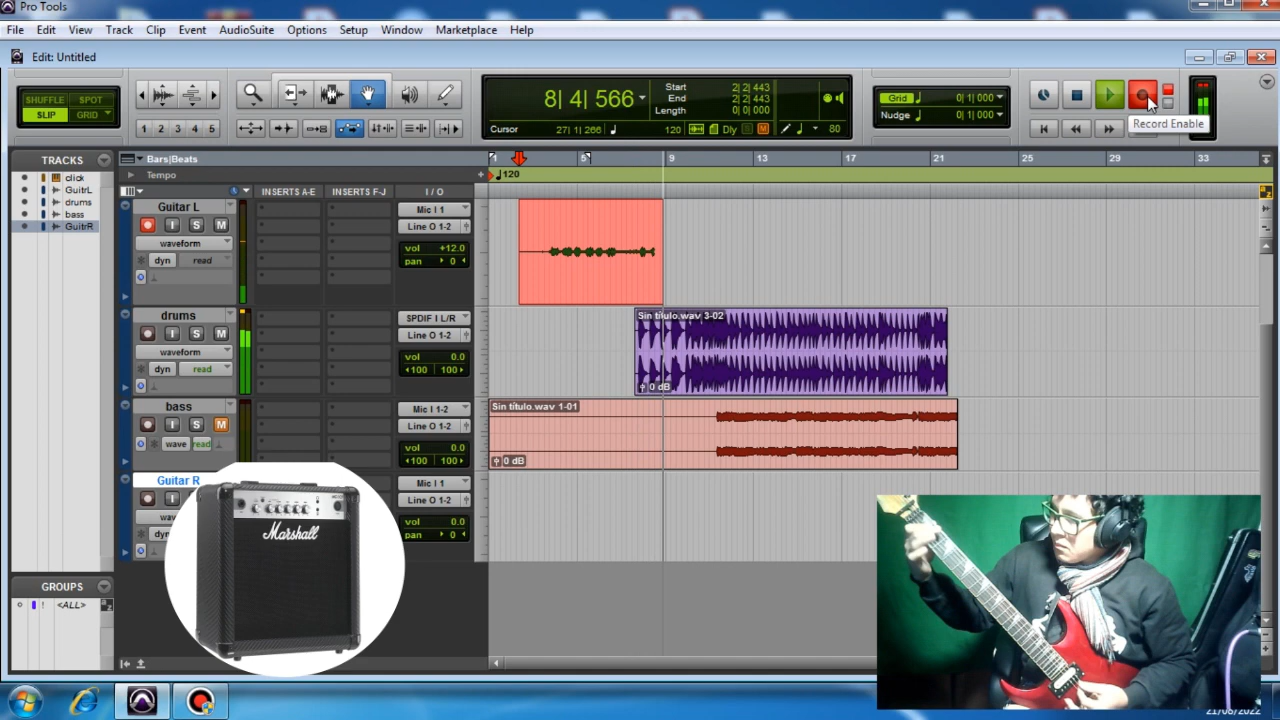 Pro Tools
File Edit View Track Clip Event AudioSuite Options Setup Window Marketplace Help
Edit: Untitled
SHUFFLE SPOT
SLIP GRID
1 2 3 4 5
8| 4| 566
Start 2| 2| 443
End 2| 2| 443
Length 0| 0| 000
Cursor 27| 1| 266 120 Dly M 80
Grid 0| 1| 000
Nudge 0| 1| 000
Record Enable
TRACKS
click
GuitrL
drums
bass
GuitrR
Bars|Beats
Tempo
1 5 9 13 17 21 25 29 33
120
INSERTS A-E INSERTS F-J I / O
Guitar L
I S M
waveform
dyn read
Mic I 1
Line O 1-2
vol +12.0
pan 0
drums
I S M
waveform
dyn read
SPDIF I L/R
Line O 1-2
vol 0.0
100 100
Sin título.wav 3-02
0 dB
bass
I S M
wave read
Mic I 1-2
Line O 1-2
vol 0.0
100 100
Sin título.wav 1-01
0 dB
Guitar R
wav
dyn
Mic I 1
Line O 1-2
vol 0.0
pan 0
Marshall
GROUPS
! <ALL>
21/08/2022